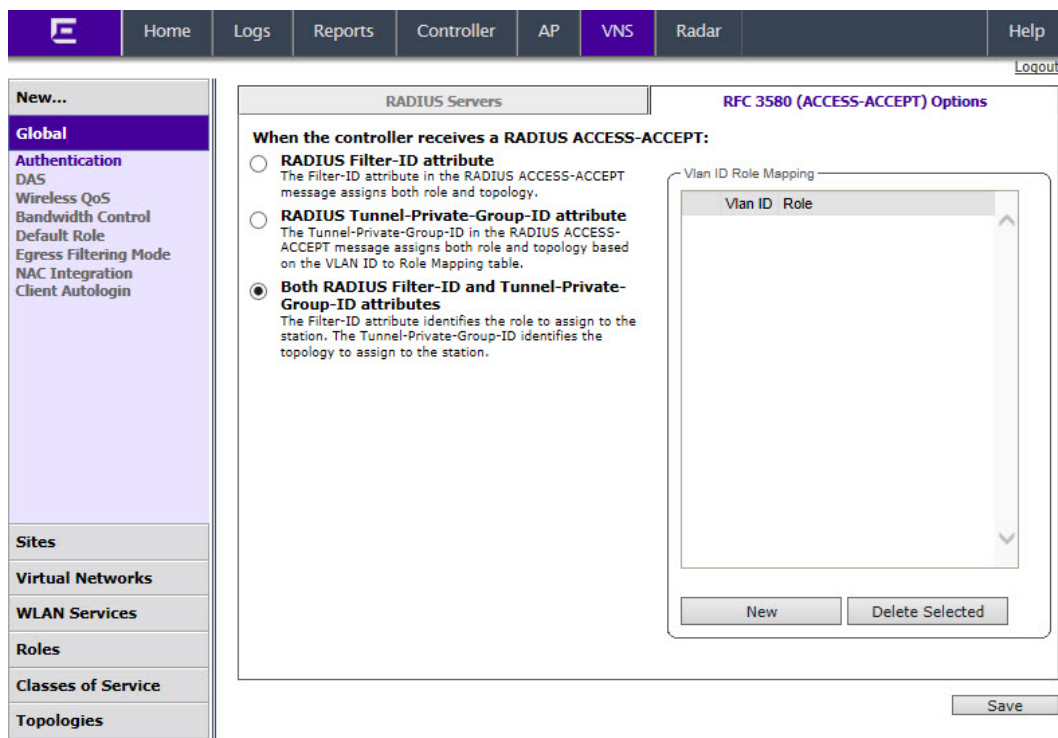 Home Logs Reports Controller AP VNS Radar Help
Logout
New...
Global
Authentication
DAS
Wireless QoS
Bandwidth Control
Default Role
Egress Filtering Mode
NAC Integration
Client Autologin
Sites
Virtual Networks
WLAN Services
Roles
Classes of Service
Topologies
RADIUS Servers
RFC 3580 (ACCESS-ACCEPT) Options
When the controller receives a RADIUS ACCESS-ACCEPT:
RADIUS Filter-ID attribute
The Filter-ID attribute in the RADIUS ACCESS-ACCEPT
message assigns both role and topology.
RADIUS Tunnel-Private-Group-ID attribute
The Tunnel-Private-Group-ID in the RADIUS ACCESS-
ACCEPT message assigns both role and topology based
on the VLAN ID to Role Mapping table.
Both RADIUS Filter-ID and Tunnel-Private-
Group-ID attributes
The Filter-ID attribute identifies the role to assign to the
station. The Tunnel-Private-Group-ID identifies the
topology to assign to the station.
Vlan ID Role Mapping
Vlan ID Role
New
Delete Selected
Save